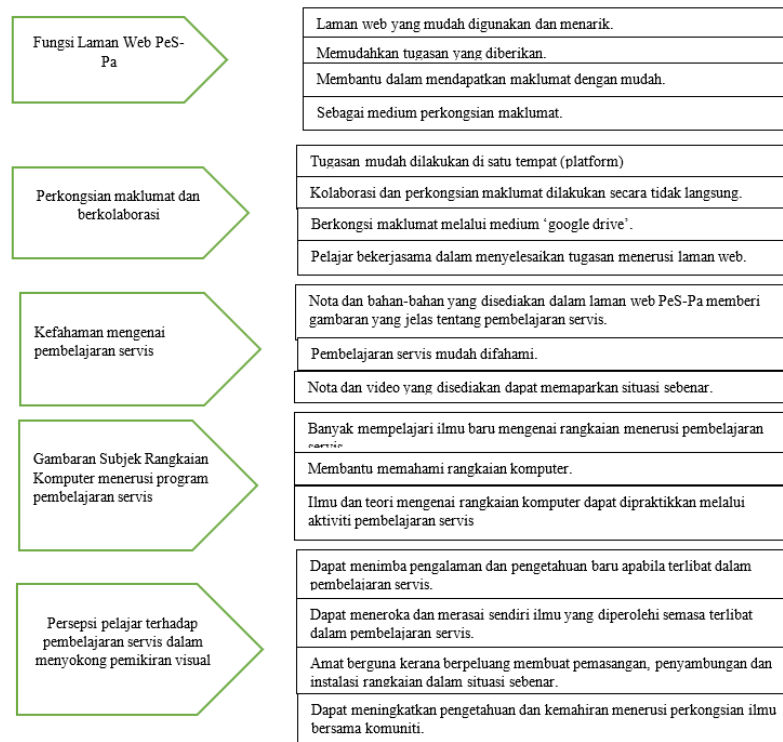 Fungsi Laman Web PeS-
Pa
Laman web yang mudah digunakan dan menarik.
Memudahkan tugasan yang diberikan.
Membantu dalam mendapatkan maklumat dengan mudah.
Sebagai medium perkongsian maklumat.
Perkongsian maklumat dan
berkolaborasi
Tugasan mudah dilakukan di satu tempat (platform)
Kolaborasi dan perkongsian maklumat dilakukan secara tidak langsung.
Berkongsi maklumat melalui medium ‘google drive’.
Pelajar bekerjasama dalam menyelesaikan tugasan menerusi laman web.
Kefahaman mengenai
pembelajaran servis
Nota dan bahan-bahan yang disediakan dalam laman web PeS-Pa memberi
gambaran yang jelas tentang pembelajaran servis.
Pembelajaran servis mudah difahami.
Nota dan video yang disediakan dapat memaparkan situasi sebenar.
Gambaran Subjek Rangkaian
Komputer menerusi program
pembelajaran servis
Banyak mempelajari ilmu baru mengenai rangkaian menerusi pembelajaran
servis
Membantu memahami rangkaian komputer.
Ilmu dan teori mengenai rangkaian komputer dapat dipraktikkan melalui
aktiviti pembelajaran servis
Persepsi pelajar terhadap
pembelajaran servis dalam
menyokong pemikiran visual
Dapat menimba pengalaman dan pengetahuan baru apabila terlibat dalam
pembelajaran servis.
Dapat meneroka dan merasai sendiri ilmu yang diperolehi semasa terlibat
dalam pembelajaran servis.
Amat berguna kerana berpeluang membuat pemasangan, penyambungan dan
instalasi rangkaian dalam situasi sebenar.
Dapat meningkatkan pengetahuan dan kemahiran menerusi perkongsian ilmu
bersama komuniti.